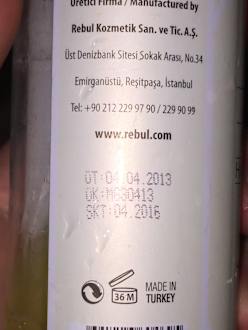 Üretici Firma / Manufactured by
Rebul Kozmetik San. ve Tic. A.Ş.
Üst Denizbank Sitesi Sokak Arası, No.34
Emirganüstü, Reşitpaşa, İstanbul
Tel: +90 212 229 97 90 / 229 90 99
www.rebul.com
ÜT:04.04.2013
ÜK:M030413
SKT:04.2016
36 M
MADE IN
TURKEY